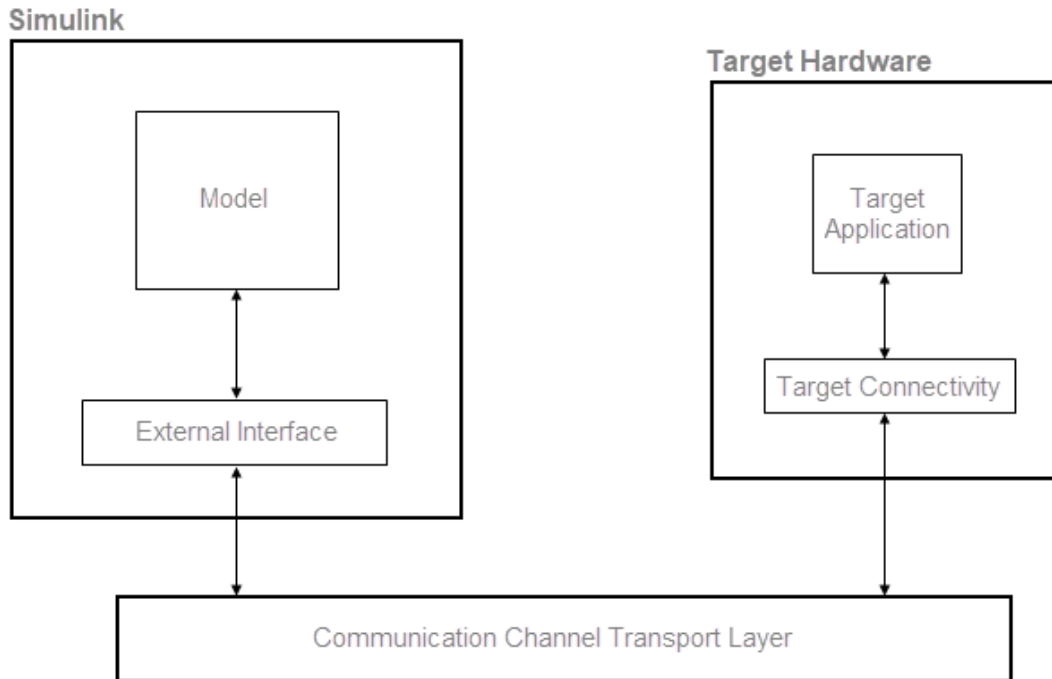 Simulink
Target Hardware
Model
Target
Application
Target Connectivity
External Interface
Communication Channel Transport Layer